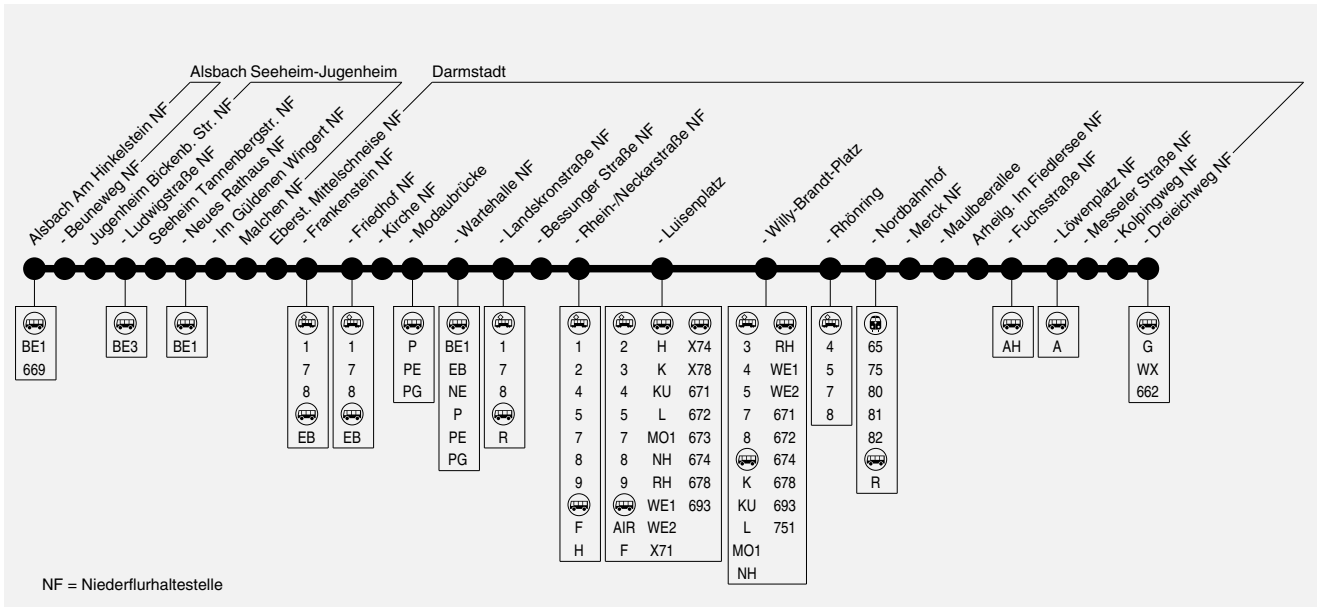 Alsbach Seeheim-Jugenheim Darmstadt
Alsbach Am Hinkelstein NF
- Beuneweg NF
Jugenheim Bickenb. Str. NF
- Ludwigstraße NF
Seeheim Tannenbergstr. NF
- Neues Rathaus NF
- Im Güldenen Wingert NF
Malchen NF
Eberst. Mittelschneise NF
- Frankenstein NF
- Friedhof NF
- Kirche NF
- Modaubrücke
- Wartehalle NF
- Landskronstraße NF
- Bessunger Straße NF
- Rhein-/Neckarstraße NF
- Luisenplatz
- Willy-Brandt-Platz
- Rhönring
- Nordbahnhof
- Merck NF
- Maulbeerallee
Arheilg. Im Fiedlersee NF
- Fuchsstraße NF
- Löwenplatz NF
- Messeler Straße NF
- Kolpingweg NF
- Dreieichweg NF
BE1
669
BE3
BE1
1
7
8
EB
1
7
8
EB
P
PE
PG
BE1
EB
NE
P
PE
PG
1
7
8
R
1
2
4
5
7
8
9
F
H
2 H X74
3 K X78
4 KU 671
5 L 672
7 MO1 673
8 NH 674
9 RH 678
WE1 693
AIR WE2
F X71
3 RH
4 WE1
5 WE2
7 671
8 672
674
K 678
KU 693
L 751
MO1
NH
4
5
7
8
65
75
80
81
82
R
AH
A
G
WX
662
NF = Niederflurhaltestelle